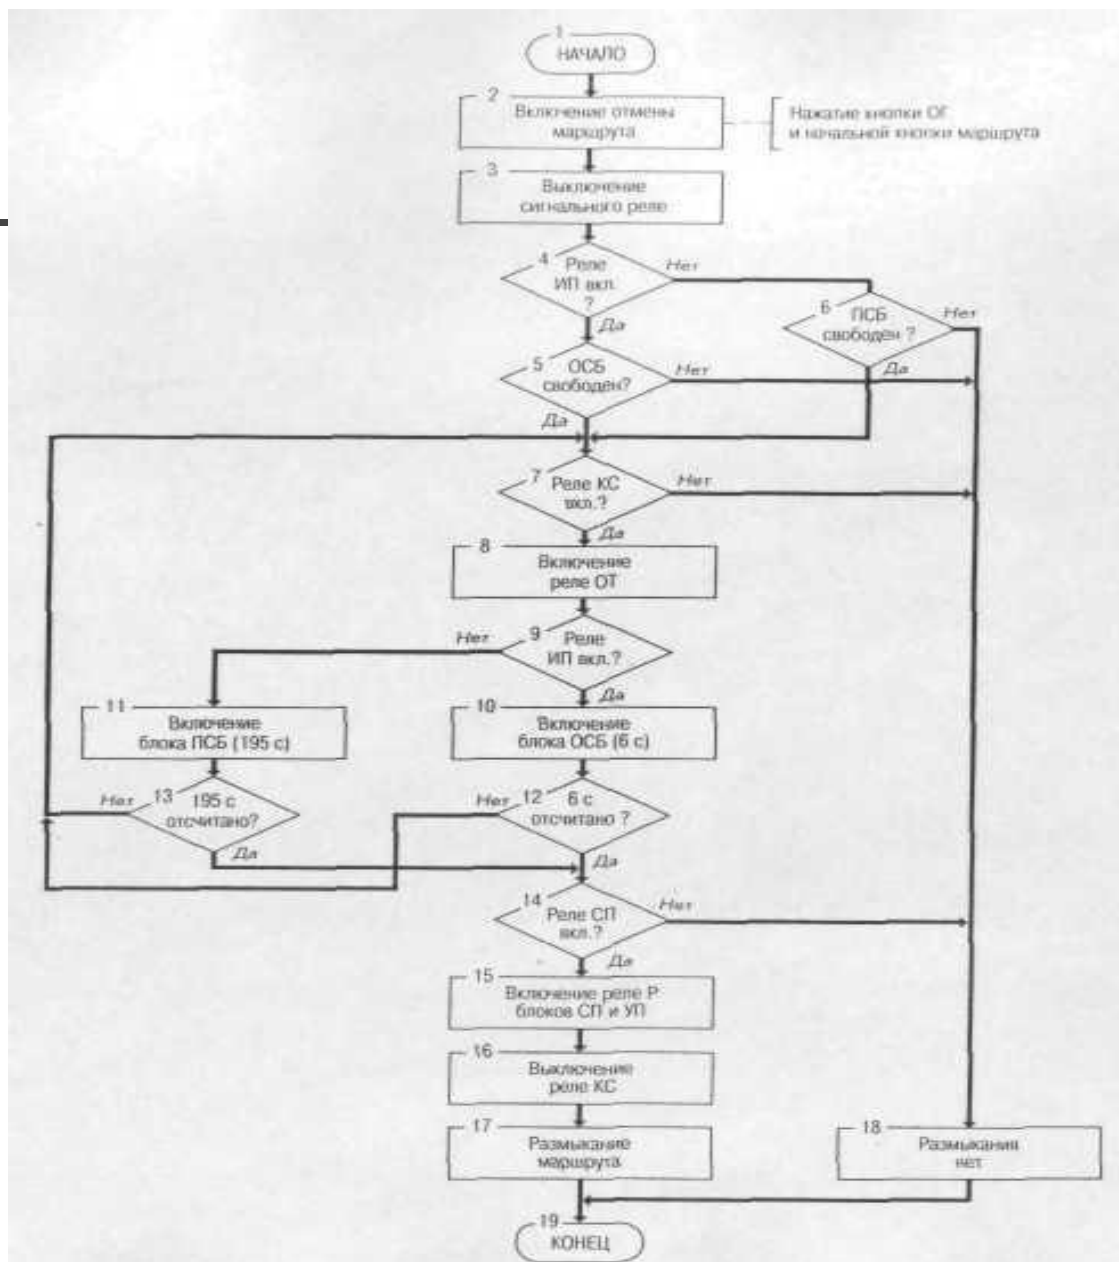 1
НАЧАЛО
2
Включение отмены
маршрута
Нажатие кнопки ОГ
и начальной кнопки маршрута
3
Выключение
сигнального реле
4
Реле
ИП вкл.
?
Нет
Да
6
ПСБ
свободен ?
Нет
Да
5
ОСБ
свободен?
Нет
Да
7
Реле КС
вкл.?
Нет
Да
8
Включение
реле ОТ
9
Реле
ИП вкл.?
Нет
Да
11
Включение
блока ПСБ (195 с)
10
Включение
блока ОСБ (6 с)
13
195 с
отсчитано?
Нет
Да
12
6 с
отсчитано ?
Нет
Да
14
Реле СП
вкл.?
Нет
Да
15
Включение реле Р
блоков СП и УП
16
Выключение
реле КС
17
Размыкание
маршрута
18
Размыкания
нет
19
КОНЕЦ